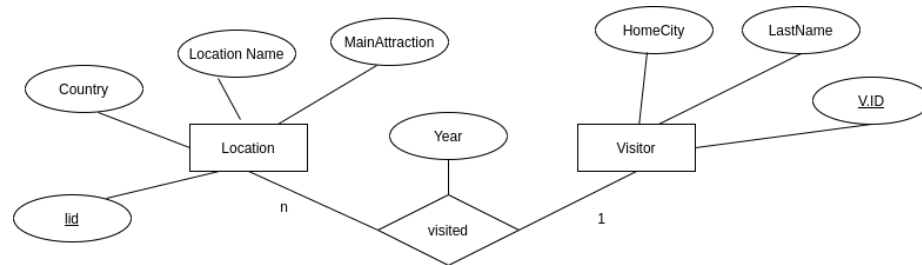 HomeCity
LastName
Location Name
MainAttraction
Country
V.ID
Year
Location
Visitor
lid
n
1
visited